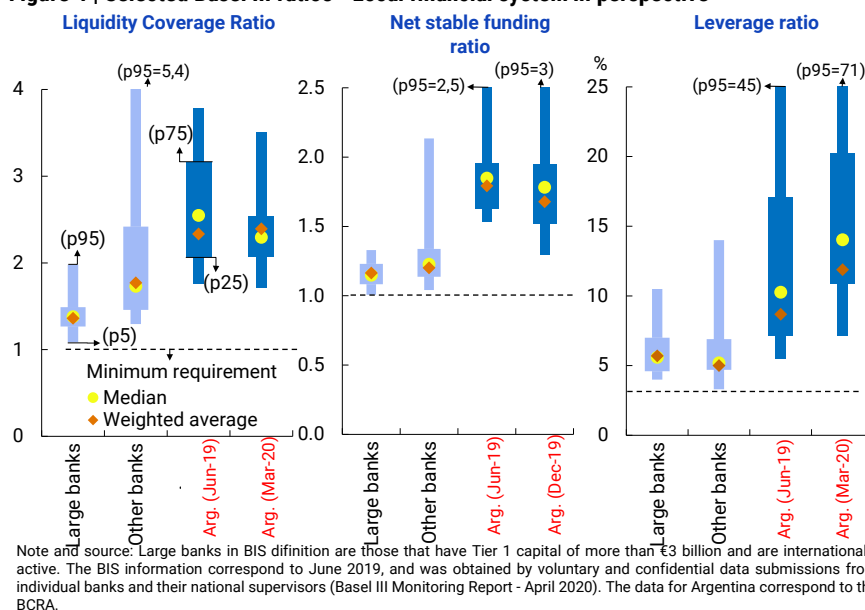 Liquidity Coverage Ratio
Net stable funding
ratio
Leverage ratio
(p95=5,4)
(p75)
(p95)
(p25)
(p5)
Minimum requirement
Median
Weighted average
4
3
2
1
0
Large banks
Other banks
Arg. (Jun-19)
Arg. (Mar-20)
(p95=2,5)
(p95=3)
2.5
2.0
1.5
1.0
0.5
0.0
Large banks
Other banks
Arg. (Jun-19)
Arg. (Dec-19)
%
(p95=45)
(p95=71)
25
20
15
10
5
0
Large banks
Other banks
Arg. (Jun-19)
Arg. (Mar-20)
Note and source: Large banks in BIS difinition are those that have Tier 1 capital of more than €3 billion and are international
active. The BIS information correspond to June 2019, and was obtained by voluntary and confidential data submissions fro
individual banks and their national supervisors (Basel III Monitoring Report - April 2020). The data for Argentina correspond to th
BCRA.